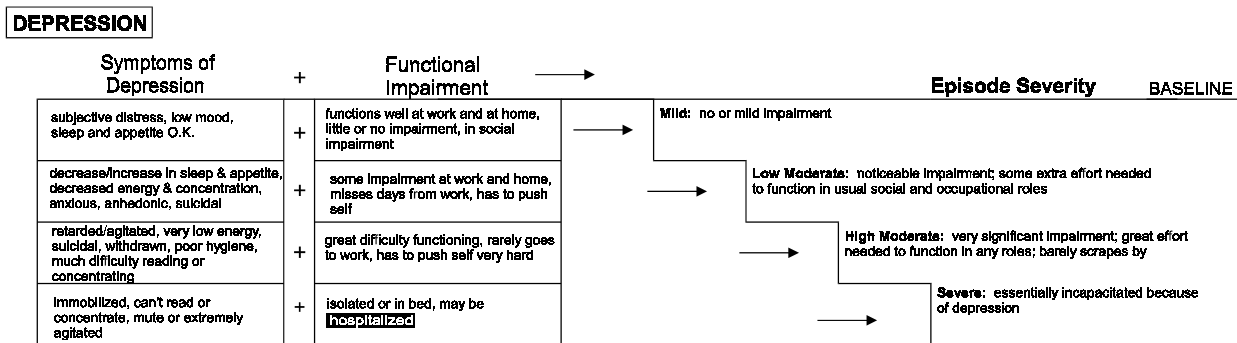 DEPRESSION
Symptoms of
Depression
+
Functional
Impairment
Episode Severity
BASELINE
subjective distress, low mood,
sleep and appetite O.K.
+
functions well at work and at home,
little or no impairment, in social
impairment
Mild: no or mild impairment
decrease/increase in sleep & appetite,
decreased energy & concentration,
anxious, anhedonic, suicidal
+
some impairment at work and home,
misses days from work, has to push
self
Low Moderate: noticeable impairment; some extra effort needed
to function in usual social and occupational roles
retarded/agitated, very low energy,
suicidal, withdrawn, poor hygiene,
much difficulty reading or
concentrating
+
great difficulty functioning, rarely goes
to work, has to push self very hard
High Moderate: very significant impairment; great effort
needed to function in any roles; barely scrapes by
immobilized, can't read or
concentrate, mute or extremely
agitated
+
isolated or in bed, may be
hospitalized
Severe: essentially incapacitated because
of depression